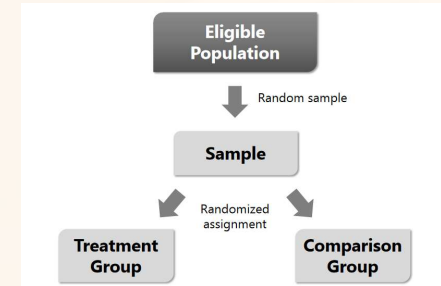 Eligible
Population
Random sample
Sample
Randomized
assignment
Treatment
Group
Comparison
Group